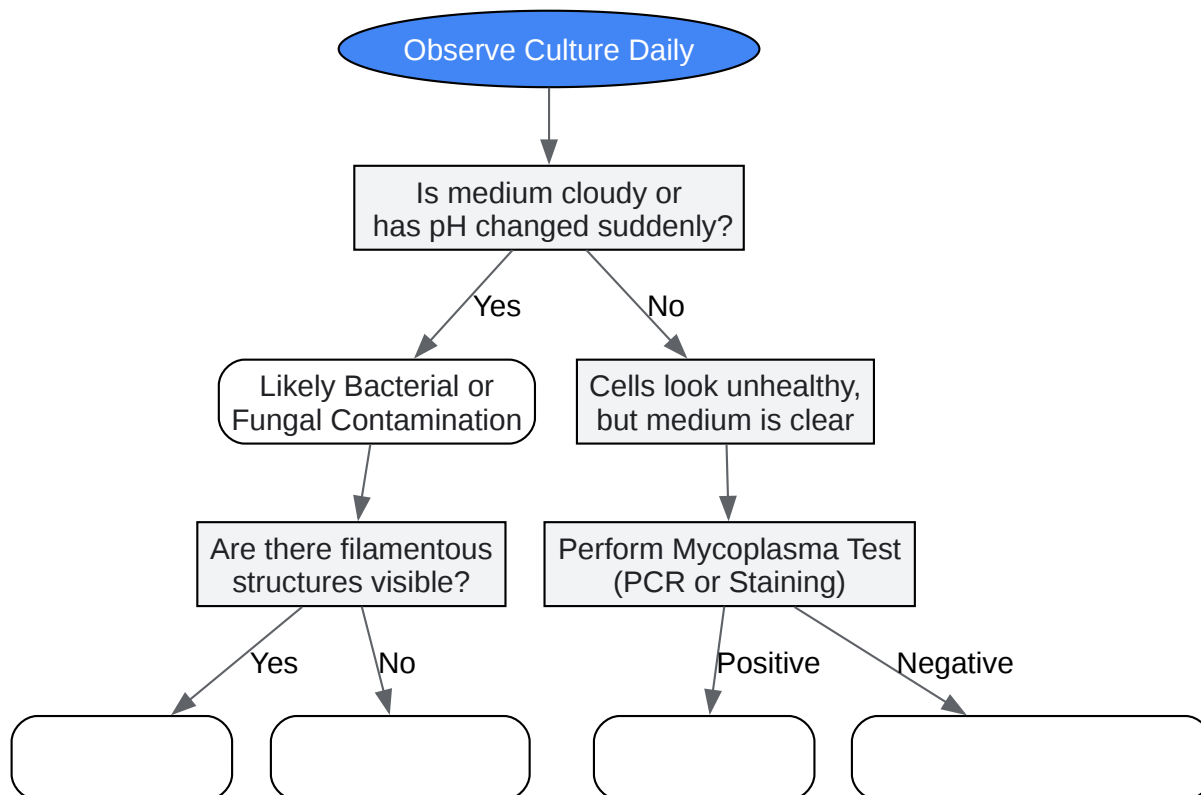 Observe Culture Daily
Is medium cloudy or
has pH changed suddenly?
Yes
No
Likely Bacterial or
Fungal Contamination
Cells look unhealthy,
but medium is clear
Are there filamentous
structures visible?
Perform Mycoplasma Test
(PCR or Staining)
Yes
No
Positive
Negative